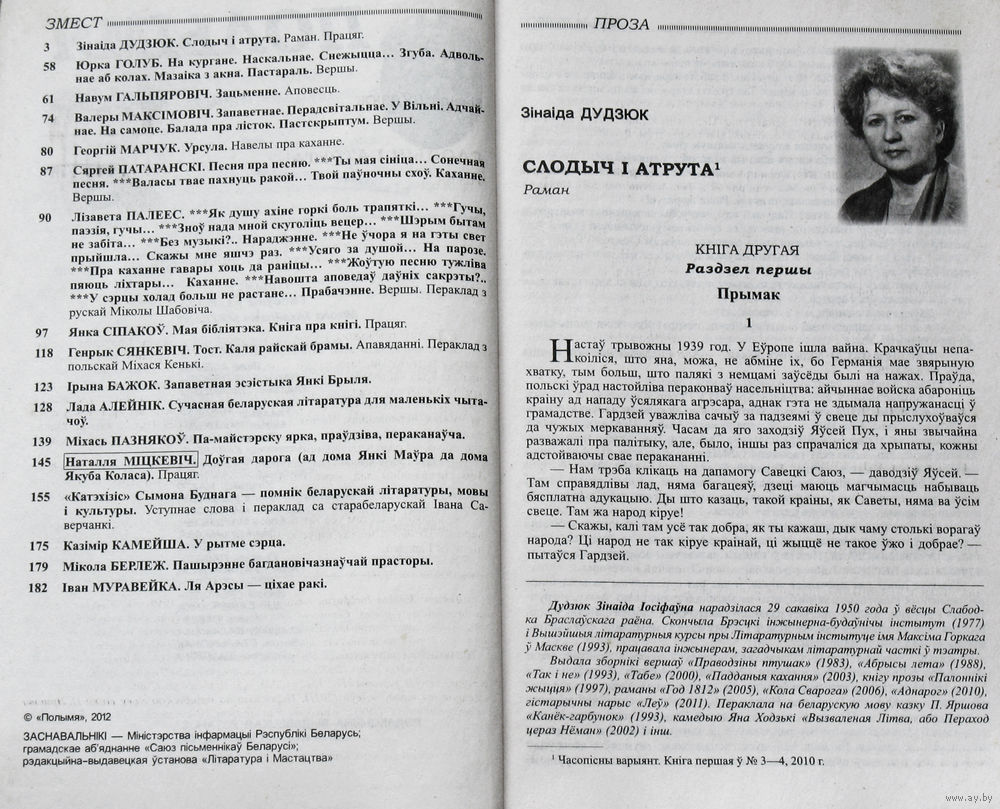 ЗМЕСТ
3 Зінаіда ДУДЗЮК. Слодыч і атрута. Раман. Працяг.
58 Юрка ГОЛУБ. На кургане. Наскальнае. Снежыцца... Згуба. Адволь-
нае аб колах. Мазаіка з акна. Пастараль. Вершы.
61 Навум ГАЛЬПЯРОВІЧ. Зацьменне. Аповесць.
74 Валеры МАКСІМОВІЧ. Запаветнае. Перадсвітальнае. У Вільні. Адчай-
нае. На самоце. Балада пра лісток. Пастскрыптум. Вершы.
80 Георгій МАРЧУК. Урсула. Навелы пра каханне.
87 Сяргей ПАТАРАНСКІ. Песня пра песню. ***Ты мая сініца... Сонечная
песня. ***Валасы твае пахнуць ракой... Твой паўночны схоў. Каханне.
Вершы.
90 Лізавета ПАЛЕЕС. ***Як душу ахіне горкі боль трапяткі... ***Гучы,
паэзія, гучы... ***Зноў нада мной скуголіць вецер... ***Шэрым бытам
не забіта... ***Без музыкі?.. Нараджэнне. ***Не ўчора я на гэты свет
прыйшла... Скажы мне яшчэ раз. ***Усяго за душой... На парозе.
***Пра каханне гавары хоць да раніцы... ***Жоўтую песню тужліва
пяюць ліхтары... Каханне. ***Навошта аповедаў даўніх сакрэты?..
***У сэрцы холад больш не растане... Прабачэнне. Вершы. Пераклад з
рускай Міколы Шабовіча.
97 Янка СІПАКОЎ. Мая бібліятэка. Кніга пра кнігі. Працяг.
118 Генрык СЯНКЕВІЧ. Тост. Каля райскай брамы. Апавяданні. Пераклад з
польскай Міхася Кенькі.
123 Ірына БАЖОК. Запаветная эсэістыка Янкі Брыля.
128 Лада АЛЕЙНІК. Сучасная беларуская літаратура для маленькіх чыта-
чоў.
139 Міхась ПАЗНЯКОЎ. Па-майстэрску ярка, праўдзіва, пераканаўча.
145 Наталля МІЦКЕВІЧ. Доўгая дарога (ад дома Янкі Маўра да дома
Якуба Коласа). Працяг.
155 «Катэхізіс» Сымона Буднага — помнік беларускай літаратуры, мовы
і культуры. Уступнае слова і пераклад са старабеларускай Івана Са-
верчанкі.
175 Казімір КАМЕЙША. У рытме сэрца.
179 Мікола БЕРЛЕЖ. Пашырэнне багдановічазнаўчай прасторы.
182 Іван МУРАВЕЙКА. Ля Арэсы — ціхае ракі.
© «Полымя», 2012
ЗАСНАВАЛЬНІКІ — Міністэрства інфармацыі Рэспублікі Беларусь;
грамадскае аб’яднанне «Саюз пісьменнікаў Беларусі»;
рэдакцыйна-выдавецкая ўстанова «Літаратура і Мастацтва»
ПРОЗА
Зінаіда ДУДЗЮК
СЛОДЫЧ І АТРУТА¹
Раман
КНІГА ДРУГАЯ
Раздзел першы
Прымак
1
Настаў трывожны 1939 год. У Еўропе ішла вайна. Крачкаўцы непа-
коіліся, што яна, можа, не абміне іх, бо Германія мае звярыную
хватку, тым больш, што палякі з немцамі заўсёды былі на нажах. Праўда,
польскі ўрад настойліва пераконваў насельніцтва: айчыннае войска абароніць
краіну ад нападу ўсялякага агрэсара, аднак гэта не здымала напружанасці ў
грамадстве. Гардзей уважліва сачыў за падзеямі ў свеце ды прыслухоўваўся
да чужых меркаванняў. Часам да яго заходзіў Яўсей Пух, і яны звычайна
разважалі пра палітыку, але, было, іншы раз спрачаліся да хрыпаты, кожны
адстойваючы свае перакананні.
— Нам трэба клікаць на дапамогу Савецкі Саюз, — даводзіў Яўсей. —
Там справядлівы лад, няма багацеяў, дзеці маюць магчымасць набываць
бясплатна адукацыю. Ды што казаць, такой краіны, як Саветы, няма ва ўсім
свеце. Там жа народ кіруе!
— Скажы, калі там усё так добра, як ты кажаш, дык чаму столькі ворагаў
народа? Ці народ не так кіруе краінай, ці жыццё не такое ўжо і добрае? —
пытаўся Гардзей.
Дудзюк Зінаіда Іосіфаўна нарадзілася 29 сакавіка 1950 года ў вёсцы Слабод-
ка Браслаўскага раёна. Скончыла Брэсцкі інжынерна-будаўнічы інстытут (1977)
і Вышэйшыя літаратурныя курсы пры Літаратурным інстытуце імя Максіма Горкага
ў Маскве (1993), працавала інжынерам, загадчыкам літаратурнай часткі ў тэатры.
Выдала зборнікі вершаў «Праводзіны птушак» (1983), «Абрысы лета» (1988),
«Так і не» (1993), «Табе» (2000), «Падданыя кахання» (2003), кнігу прозы «Палоннікі
жыцця» (1997), раманы «Год 1812» (2005), «Кола Сварога» (2006), «Аднарог» (2010),
гістарычны нарыс «Леў» (2011). Пераклала на беларускую мову казку П. Яршова
«Канёк-гарбунок» (1993), камедыю Яна Ходзькі «Вызваленая Літва, або Пераход
цераз Нёман» (2002) і інш.
¹ Часопісны варыянт. Кніга першая ў № 3—4, 2010 г.
www.ay.by